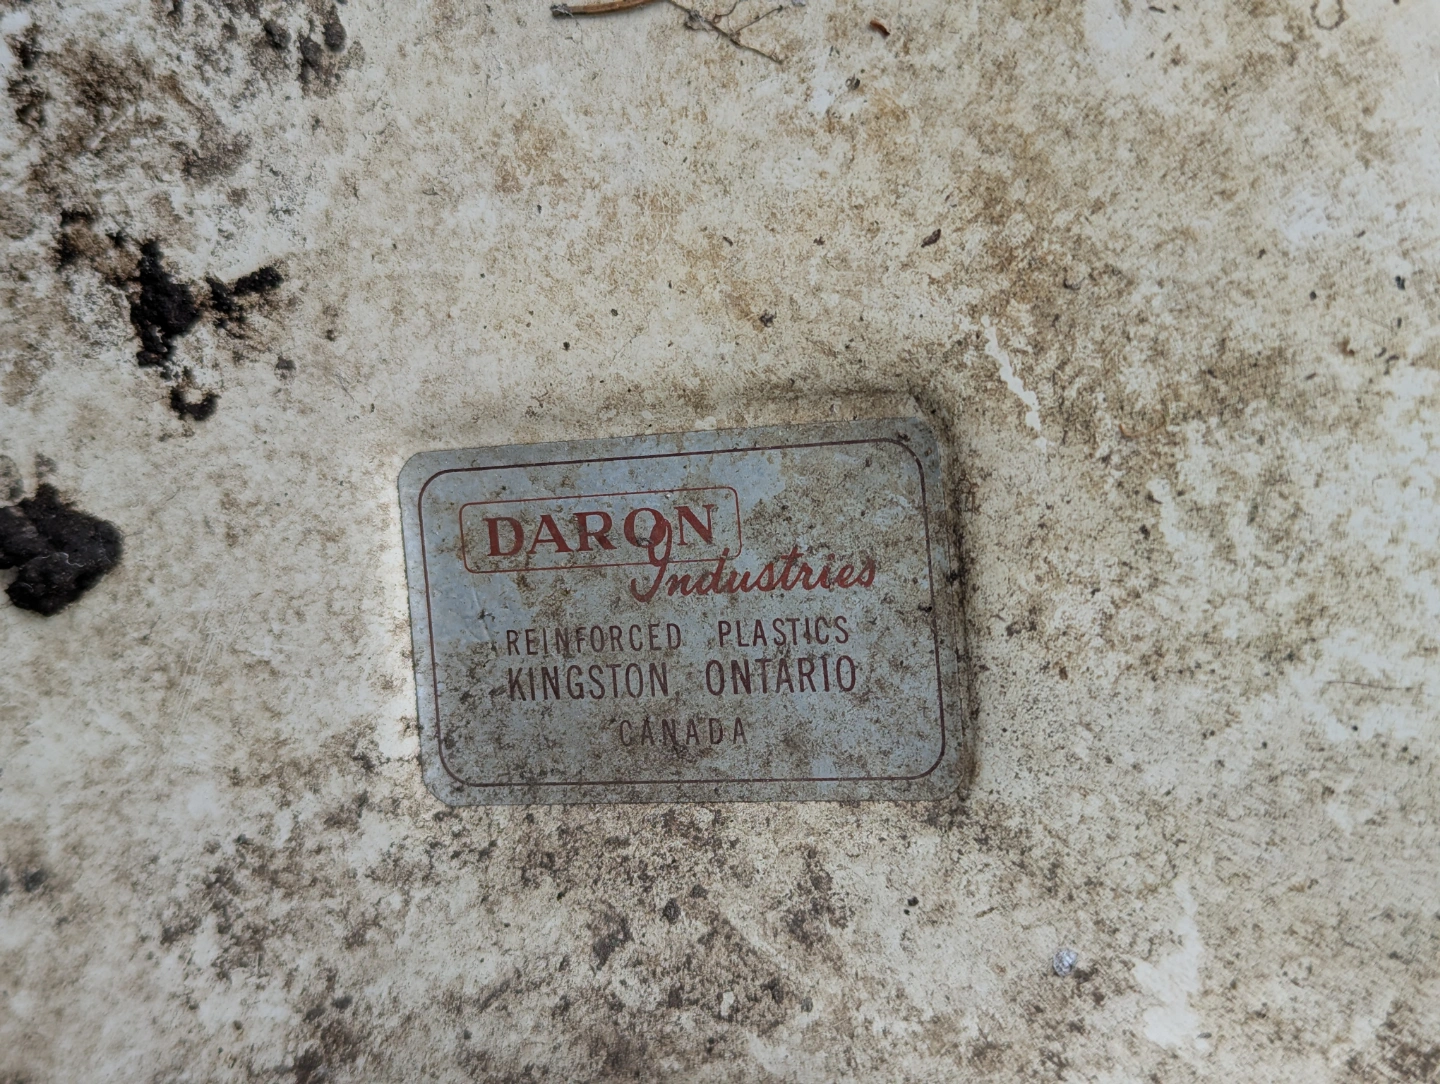 DARON
Industries
REINFORCED PLASTICS
KINGSTON, ONTARIO
CANADA